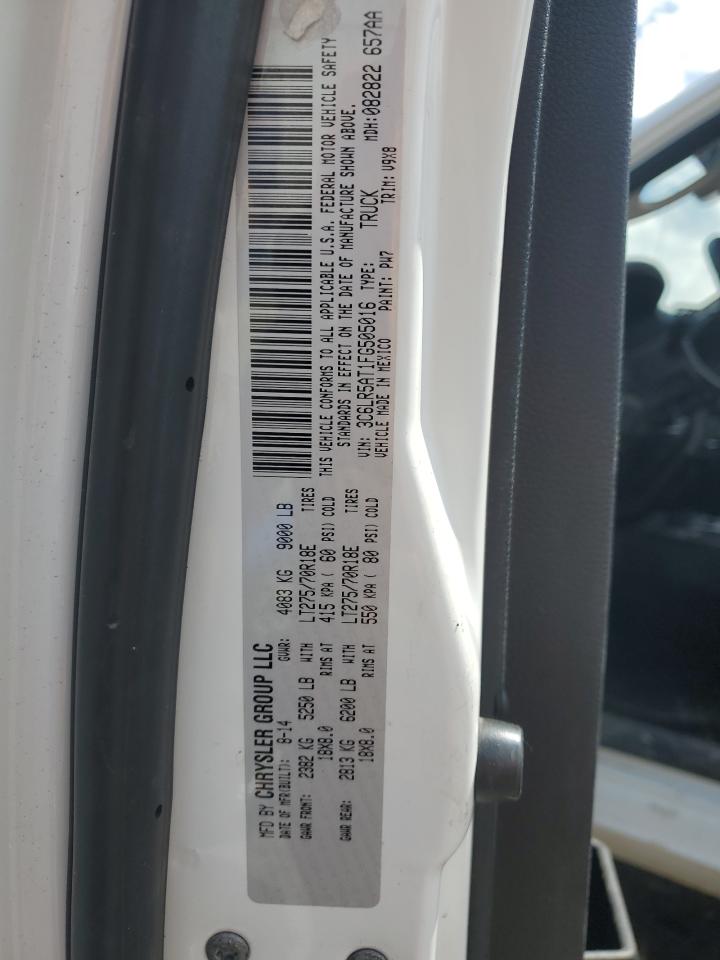 MFD BY CHRYSLER GROUP LLC
DATE OF MFR(BUILT): 8-14 GVWR: 4083 KG 9000 LB
GAWR FRONT: 2382 KG 5250 LB WITH LT275/70R18E TIRES
18X8.0 RIMS AT 415 KPA ( 60 PSI) COLD
GAWR REAR: 2813 KG 6200 LB WITH LT275/70R18E TIRES
18X8.0 RIMS AT 550 KPA ( 80 PSI) COLD
THIS VEHICLE CONFORMS TO ALL APPLICABLE U.S.A. FEDERAL MOTOR VEHICLE SAFETY
STANDARDS IN EFFECT ON THE DATE OF MANUFACTURE SHOWN ABOVE.
VIN: 3C6LR5AT1FG505016 TYPE: TRUCK MDH:082822 657AA
VEHICLE MADE IN MEXICO PAINT: PW7 TRIM: V9X8